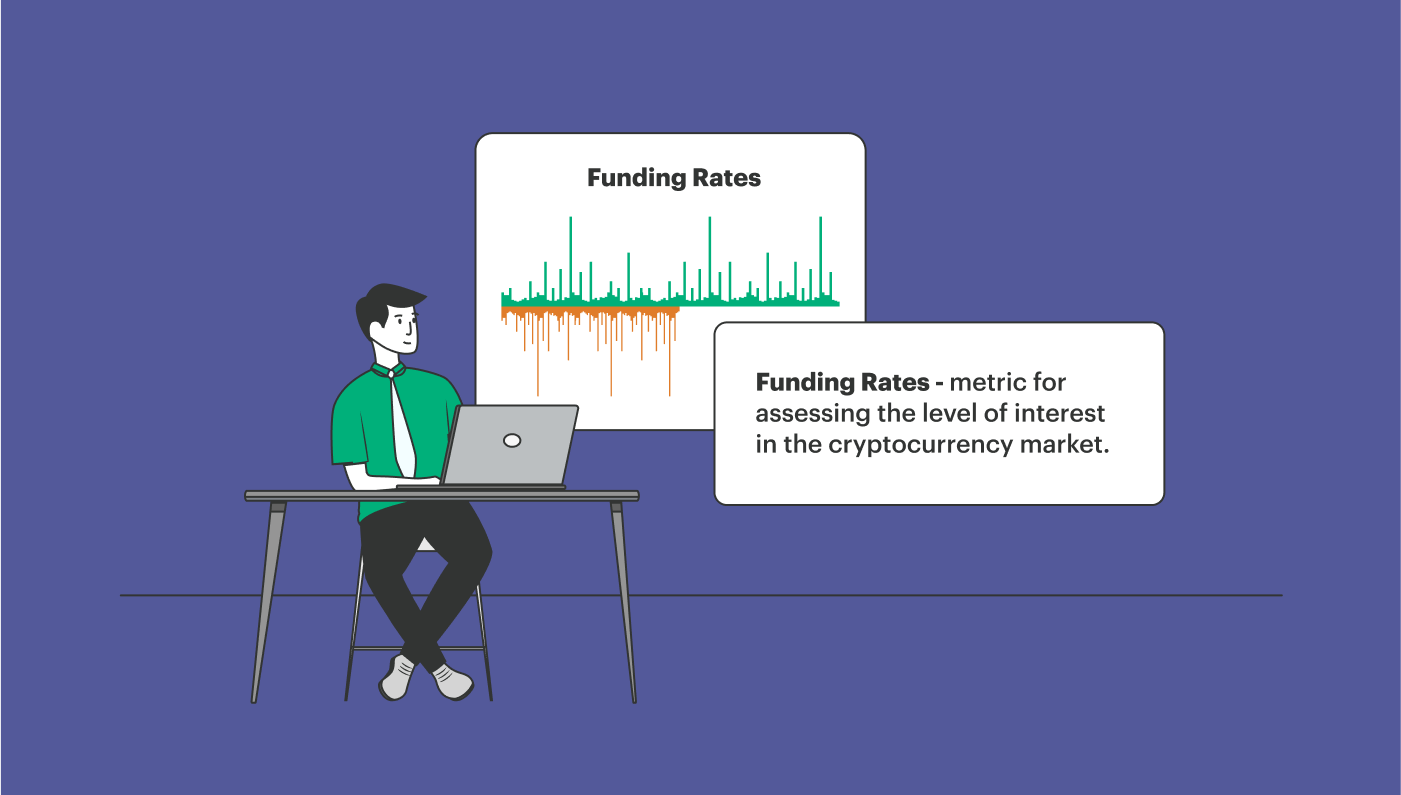 Funding Rates
Funding Rates - metric for
assessing the level of interest
in the cryptocurrency market.